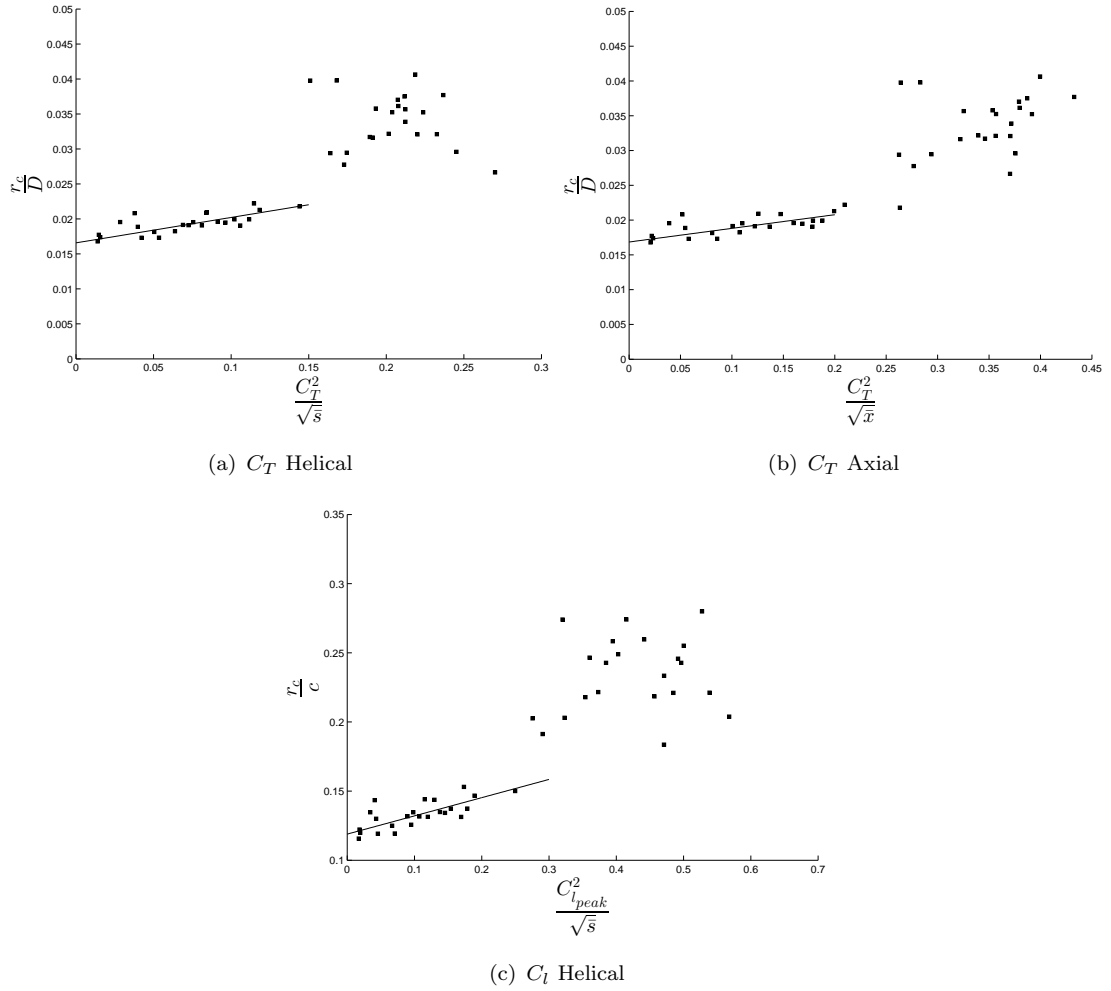 0.05
0.045
0.04
0.035
0.03
0.025
0.02
0.015
0.01
0.005
0
r_c/D
0 0.05 0.1 0.15 0.2 0.25 0.3
C_T^2
√s̄
(a) C_T Helical
0.05
0.045
0.04
0.035
0.03
0.025
0.02
0.015
0.01
0.005
0
r_c/D
0 0.05 0.1 0.15 0.2 0.25 0.3 0.35 0.4 0.45
C_T^2
√x̄
(b) C_T Axial
0.35
0.3
0.25
0.2
0.15
0.1
r_c/c
0 0.1 0.2 0.3 0.4 0.5 0.6 0.7
C_{l_{peak}}^2
√s̄
(c) C_l Helical